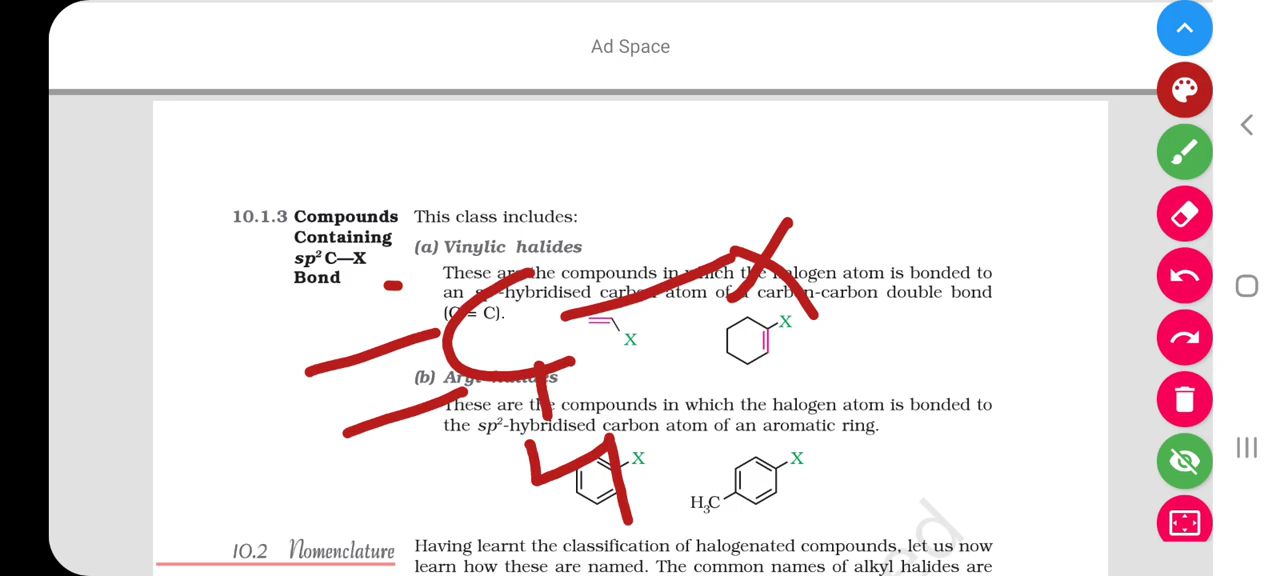 Ad Space
10.1.3 Compounds Containing sp² C—X Bond
This class includes:
(a) Vinylic halides
These are the compounds in which the halogen atom is bonded to
an sp²-hybridised carbon atom of a carbon-carbon double bond
(C = C).
X
X
(b) Aryl halides
These are the compounds in which the halogen atom is bonded to
the sp²-hybridised carbon atom of an aromatic ring.
X
X
H₃C
C X
4
10.2 Nomenclature
Having learnt the classification of halogenated compounds, let us now
learn how these are named. The common names of alkyl halides are